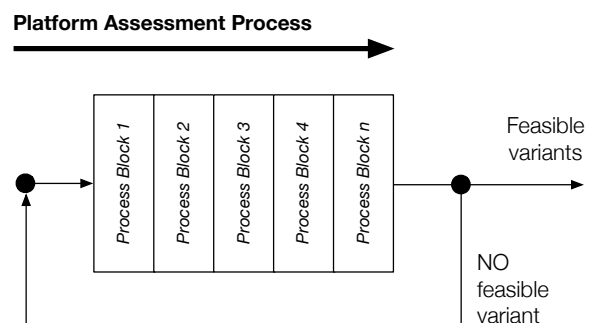 Platform Assessment Process
Process Block 1
Process Block 2
Process Block 3
Process Block 4
Process Block n
Feasible
variants
NO
feasible
variant